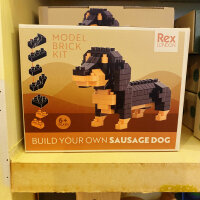 MODEL
BRICK
KIT
Rex
LONDON
6+
BUILD YOUR OWN SAUSAGE DOG